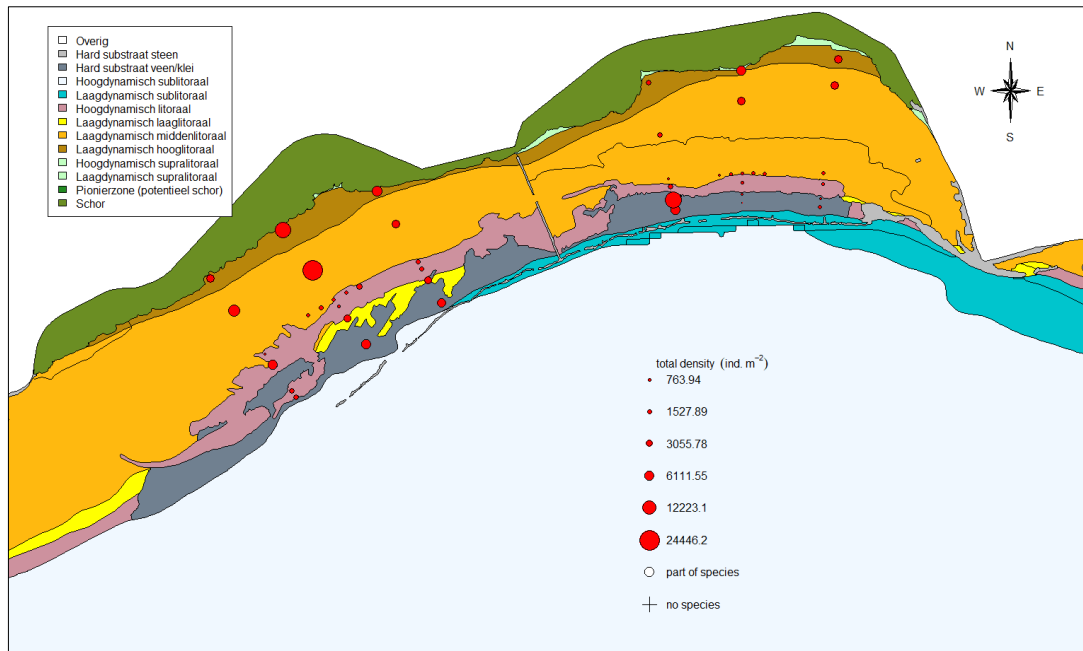 Overig
Hard substraat steen
Hard substraat veen/klei
Hoogdynamisch sublitoraal
Laagdynamisch sublitoraal
Hoogdynamisch litoraal
Laagdynamisch laaglitoraal
Laagdynamisch middenlitoraal
Laagdynamisch hooglitoraal
Hoogdynamisch supralitoraal
Laagdynamisch supralitoraal
Pionierzone (potentieel schor)
Schor
N
W E
S
total density (ind. m−2)
763.94
1527.89
3055.78
6111.55
12223.1
24446.2
part of species
no species